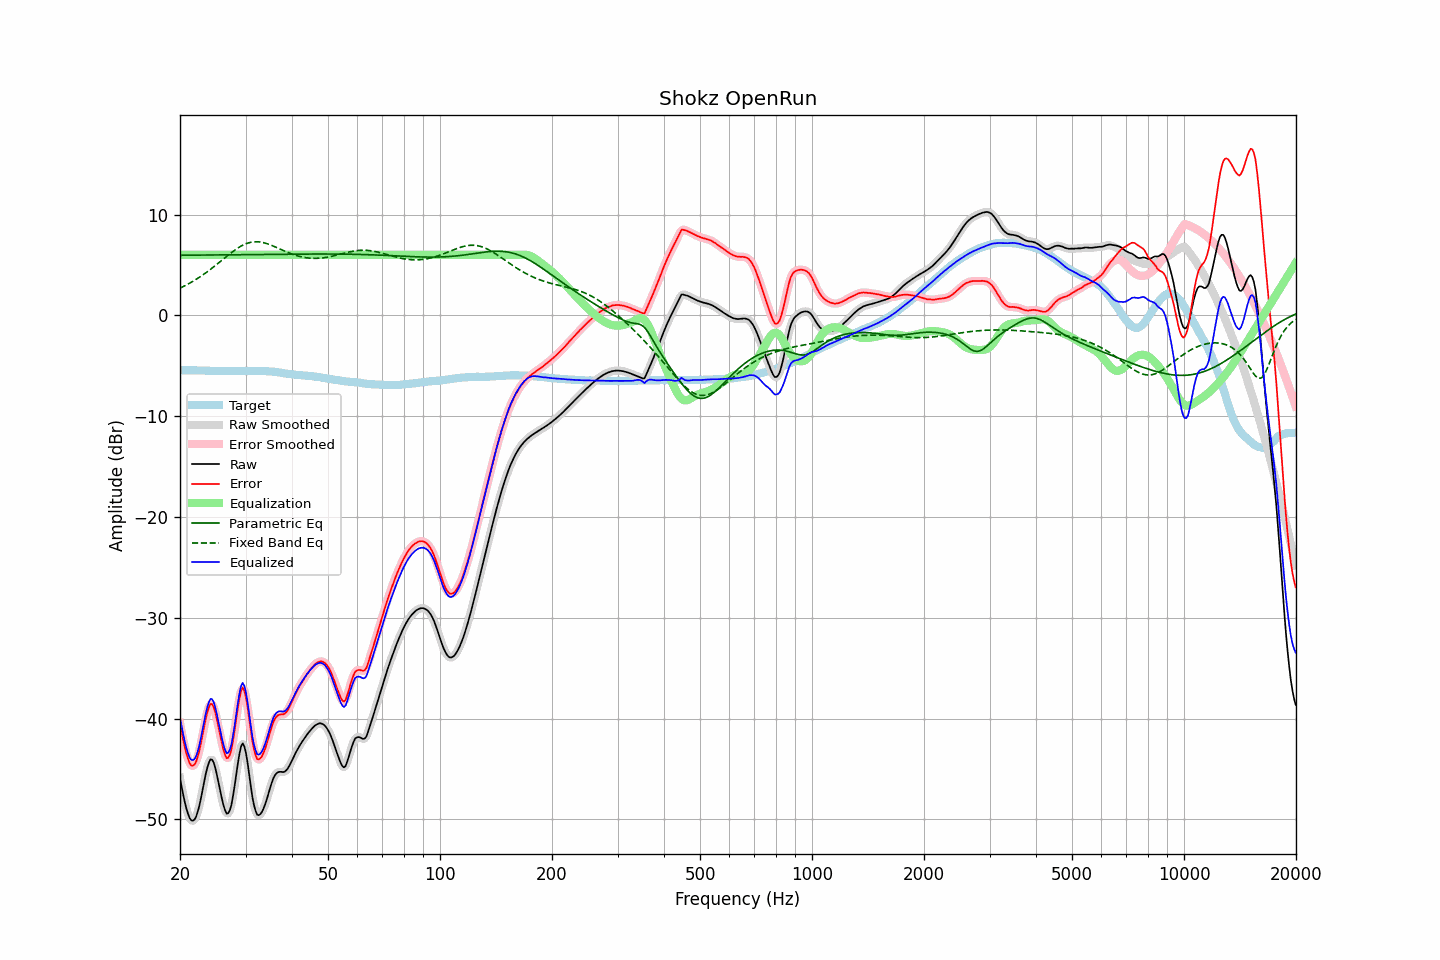 Shokz OpenRun
10
0
−10
−20
−30
−40
−50
Amplitude (dBr)
Target
Raw Smoothed
Error Smoothed
Raw
Error
Equalization
Parametric Eq
Fixed Band Eq
Equalized
20 50 100 200 500 1000 2000 5000 10000 20000
Frequency (Hz)